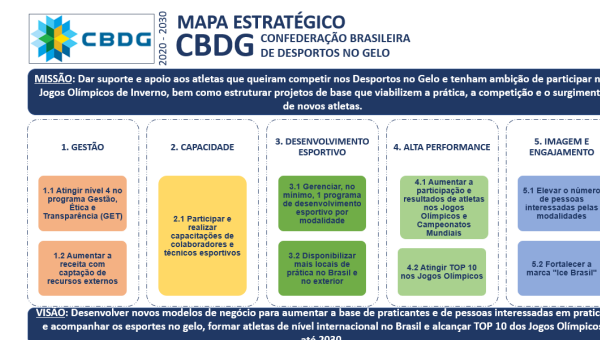 CBDG
2020 - 2030
MAPA ESTRATÉGICO
CBDG
CONFEDERAÇÃO BRASILEIRA
DE DESPORTOS NO GELO
MISSÃO: Dar suporte e apoio aos atletas que queiram competir nos Desportos no Gelo e tenham ambição de participar
Jogos Olímpicos de Inverno, bem como estruturar projetos de base que viabilizem a prática, a competição e o surgiment
de novos atletas.
1. GESTÃO
1.1 Atingir nível 4 no
programa Gestão,
Ética e
Transparência (GET)
1.2 Aumentar a
receita com
captação de
recursos externos
2. CAPACIDADE
2.1 Participar e
realizar
capacitações de
colaboradores e
técnicos esportivos
3. DESENVOLVIMENTO
ESPORTIVO
3.1 Gerenciar, no
mínimo, 1 programa
de desenvolvimento
esportivo por
modalidade
3.2 Disponibilizar
mais locais de
prática no Brasil e
no exterior
4. ALTA PERFORMANCE
4.1 Aumentar a
participação e
resultados de atletas
nos Jogos
Olímpicos e
Campeonatos
Mundiais
4.2 Atingir TOP 10
nos Jogos Olímpicos
5. IMAGEM E
ENGAJAMENTO
5.1 Elevar o número
de pessoas
interessadas pelas
modalidades
5.2 Fortalecer a
marca "Ice Brasil"
VISÃO: Desenvolver novos modelos de negócio para aumentar a base de praticantes e de pessoas interessadas em pratic
e acompanhar os esportes no gelo, formar atletas de nível internacional no Brasil e alcançar TOP 10 dos Jogos Olímpicos
até 2030